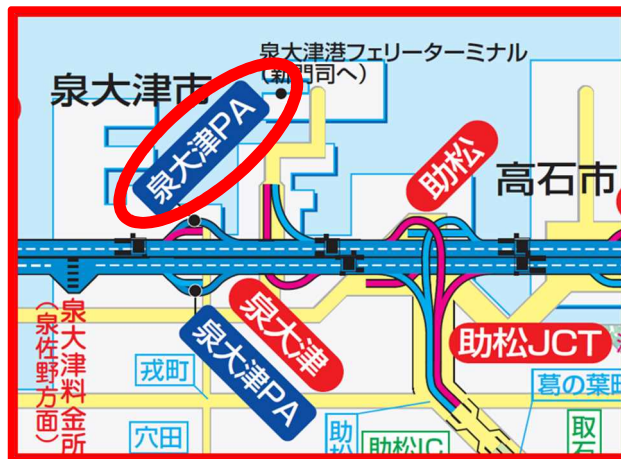 泉大津港フェリーターミナル
(新門司へ)
泉大津市
泉大津PA
助松
高石市
泉大津
泉大津PA
助松JCT
泉大津料金所
(泉佐野方面)
戎町
穴田
助松IC
葛の葉町
取石